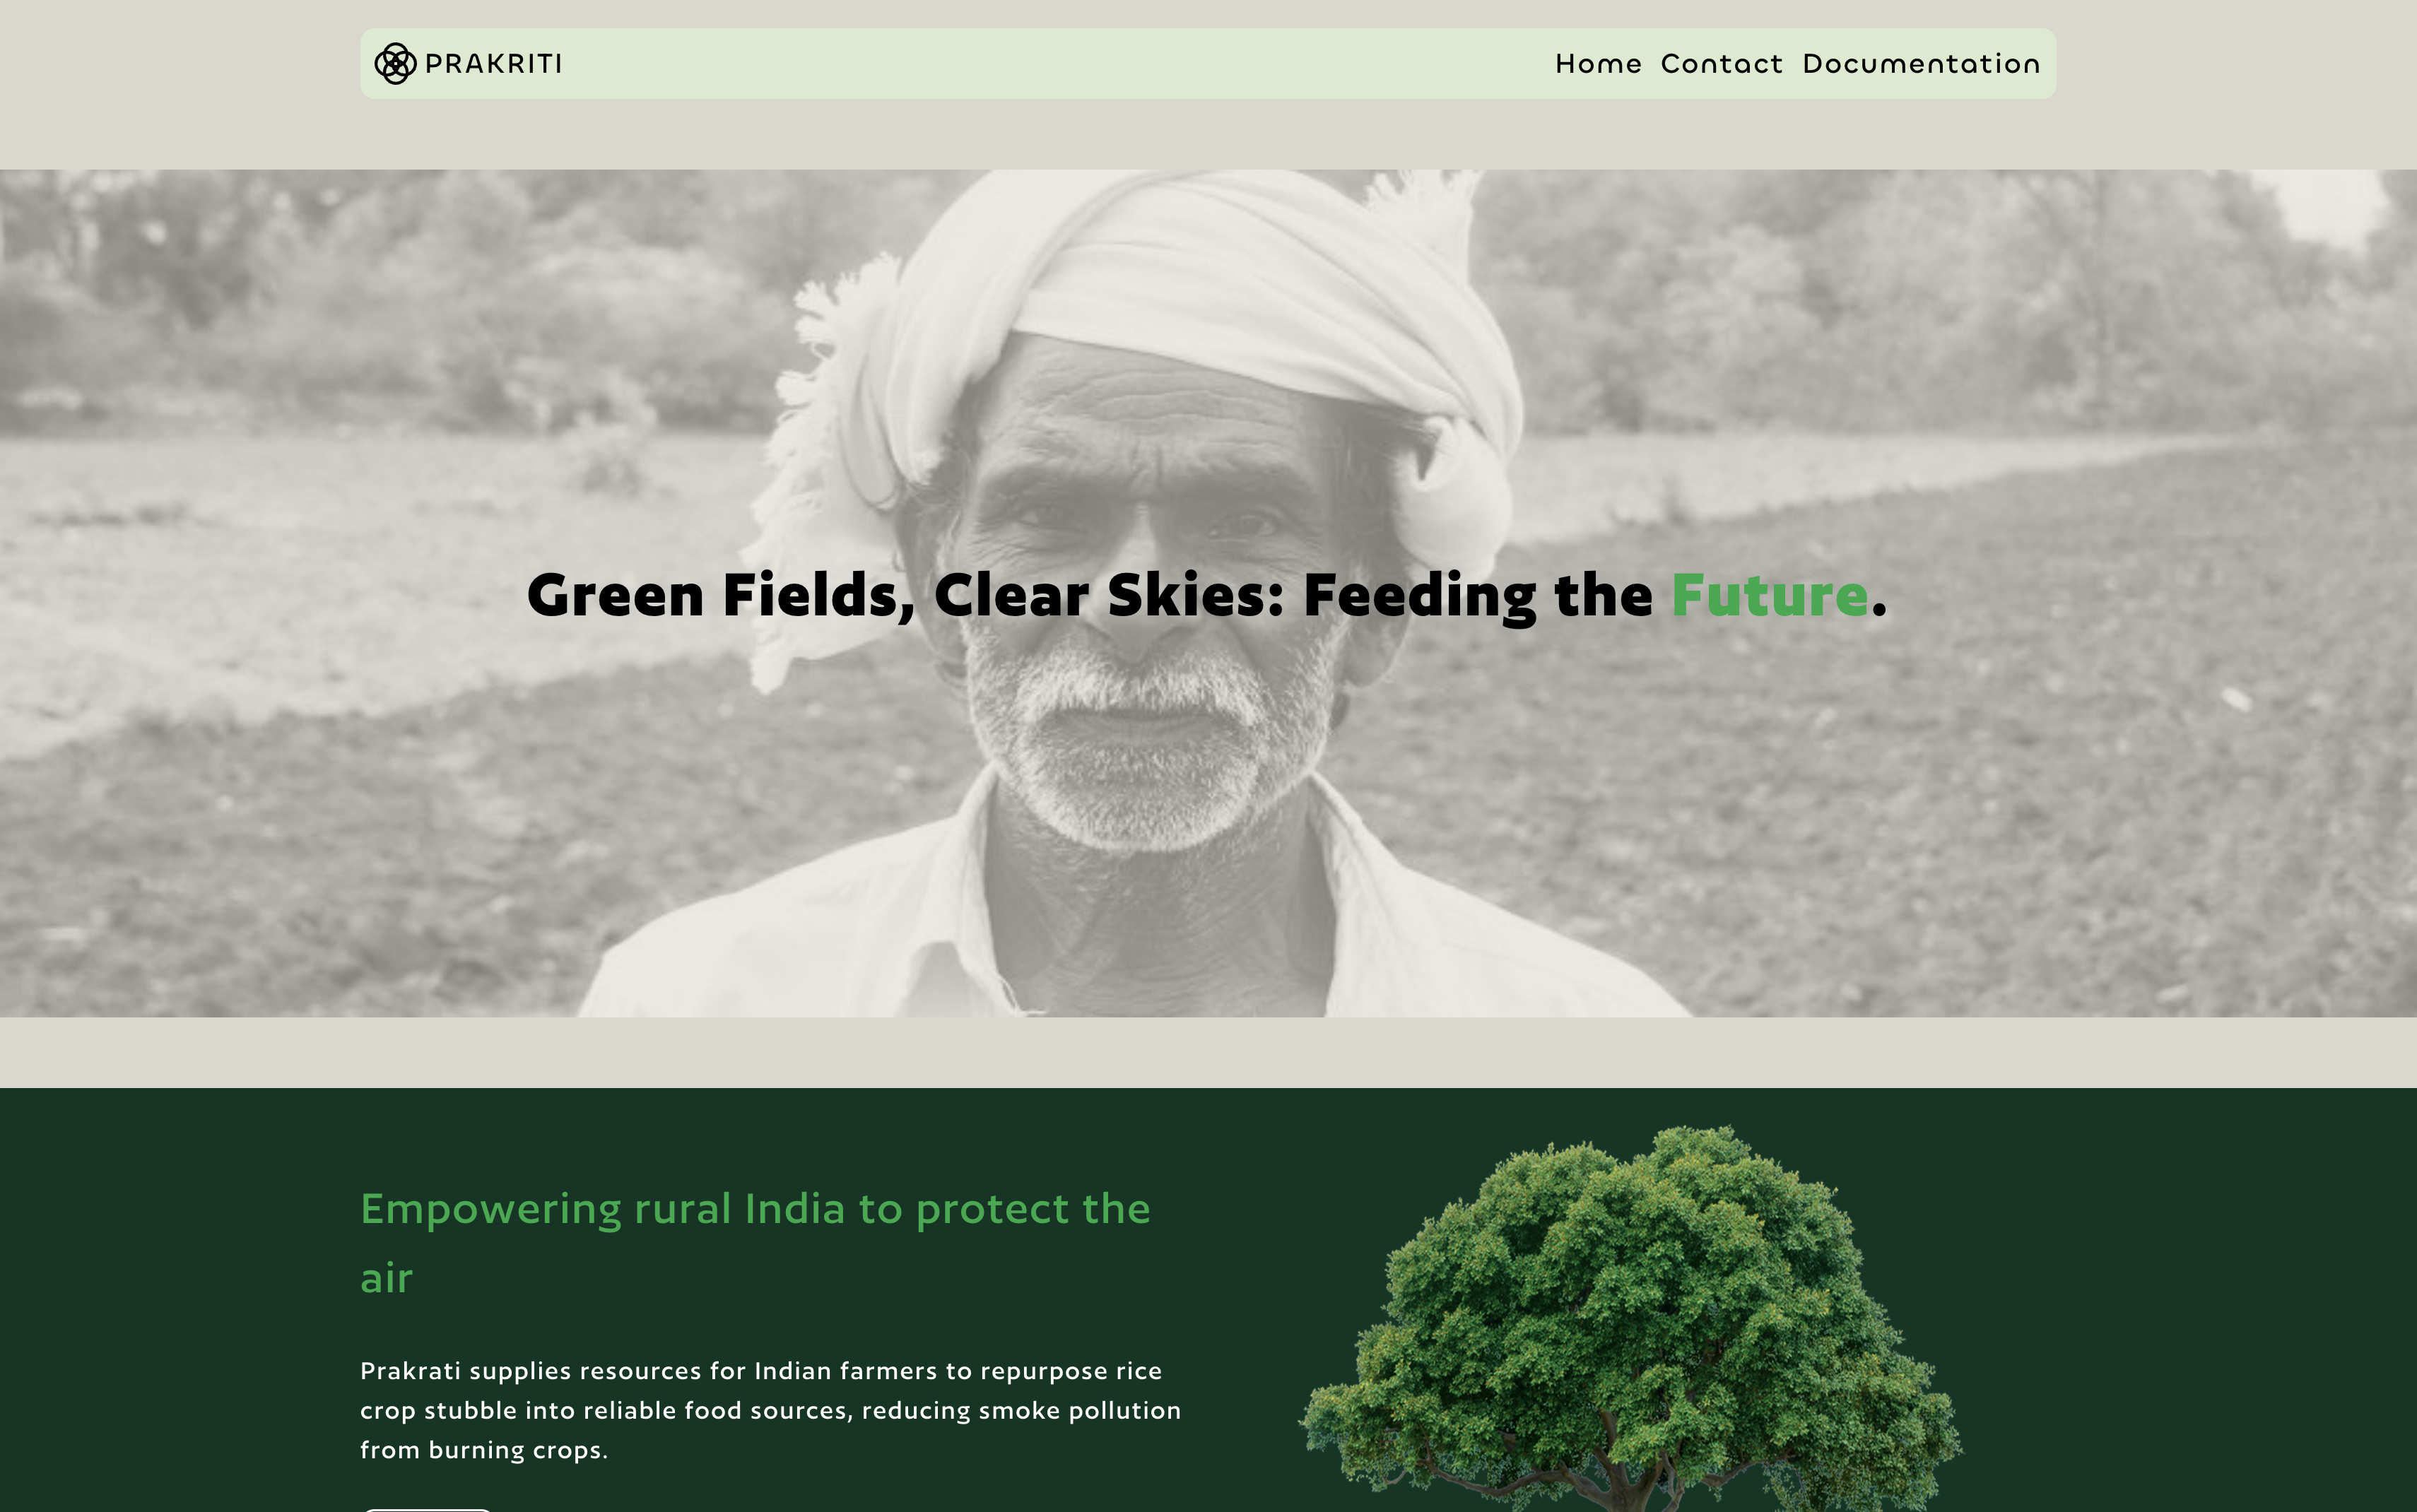 PRAKRITI
Home Contact Documentation
Green Fields, Clear Skies: Feeding the Future.
Empowering rural India to protect the
air
Prakrati supplies resources for Indian farmers to repurpose rice
crop stubble into reliable food sources, reducing smoke pollution
from burning crops.